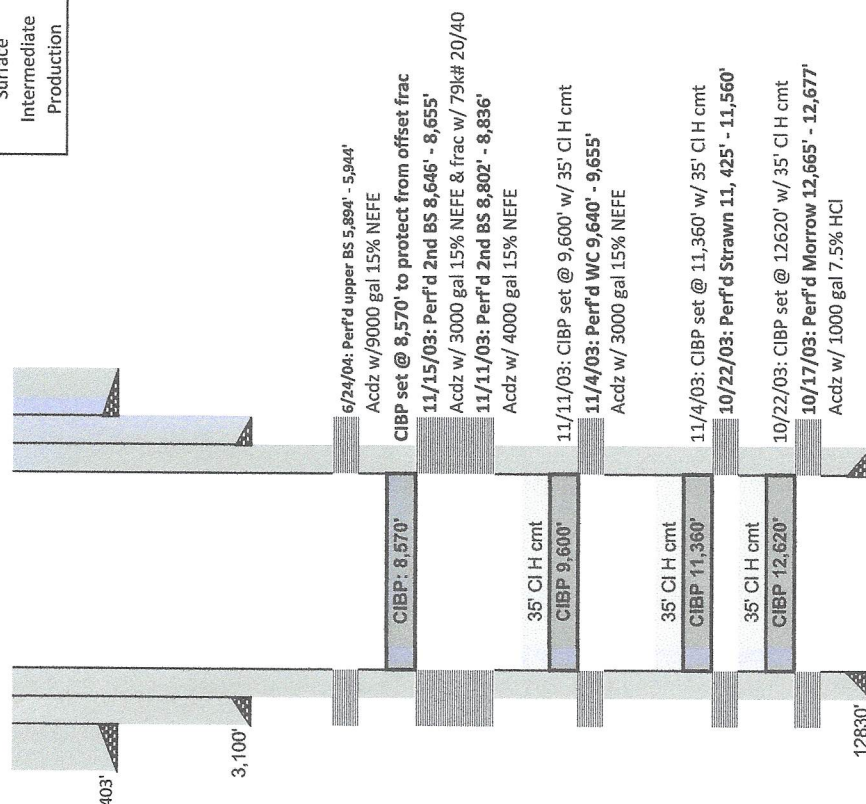 Surface
Intermediate
Production
403'
3,100'
6/24/04: Perf'd upper BS 5,894' - 5,944'
Acdz w/9000 gal 15% NEFE
CIBP: 8,570'
CIBP set @ 8,570' to protect from offset frac
11/15/03: Perf'd 2nd BS 8,646' - 8,655'
Acdz w/ 3000 gal 15% NEFE & frac w/ 79k# 20/40
11/11/03: Perf'd 2nd BS 8,802' - 8,836'
Acdz w/ 4000 gal 15% NEFE
35' Cl H cmt
CIBP 9,600'
11/11/03: CIBP set @ 9,600' w/ 35' Cl H cmt
11/4/03: Perf'd WC 9,640' - 9,655'
Acdz w/ 3000 gal 15% NEFE
35' Cl H cmt
CIBP 11,360'
11/4/03: CIBP set @ 11,360' w/ 35' Cl H cmt
10/22/03: Perf'd Strawn 11, 425' - 11,560'
35' Cl H cmt
CIBP 12,620'
10/22/03: CIBP set @ 12620' w/ 35' Cl H cmt
10/17/03: Perf'd Morrow 12,665' - 12,677'
Acdz w/ 1000 gal 7.5% HCl
12830'